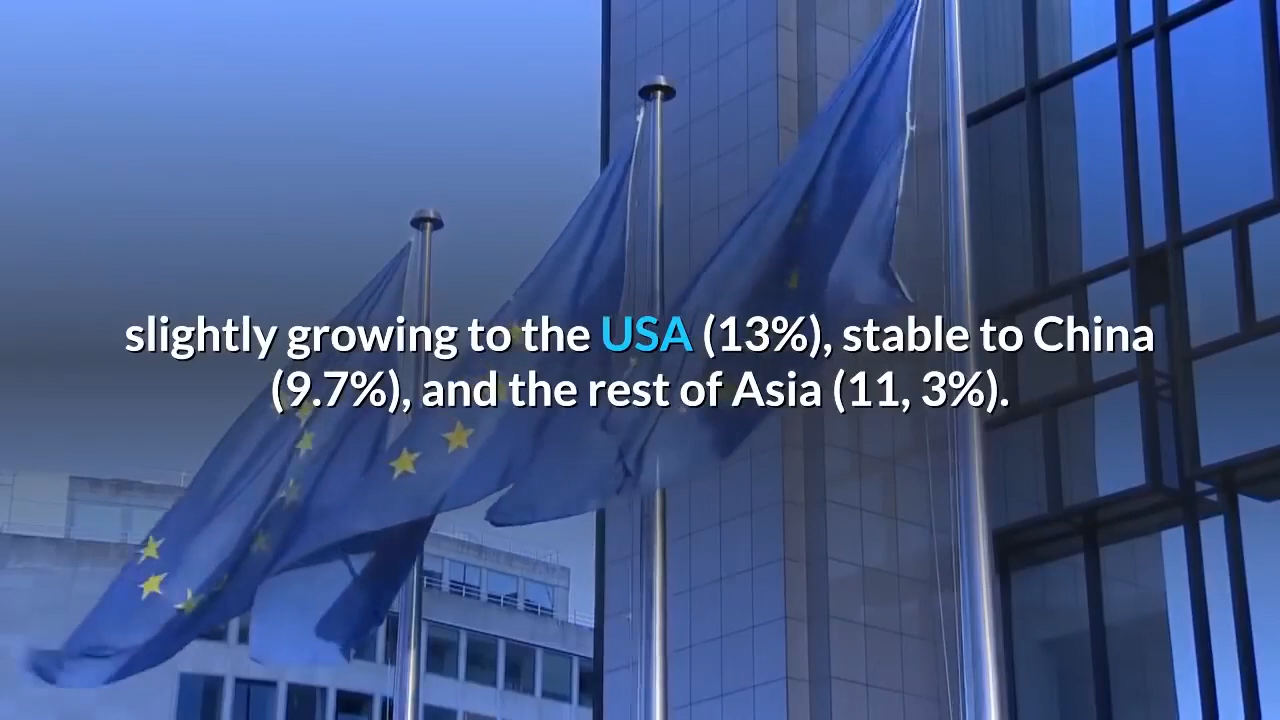 slightly growing to the USA (13%), stable to China
(9.7%), and the rest of Asia (11, 3%).